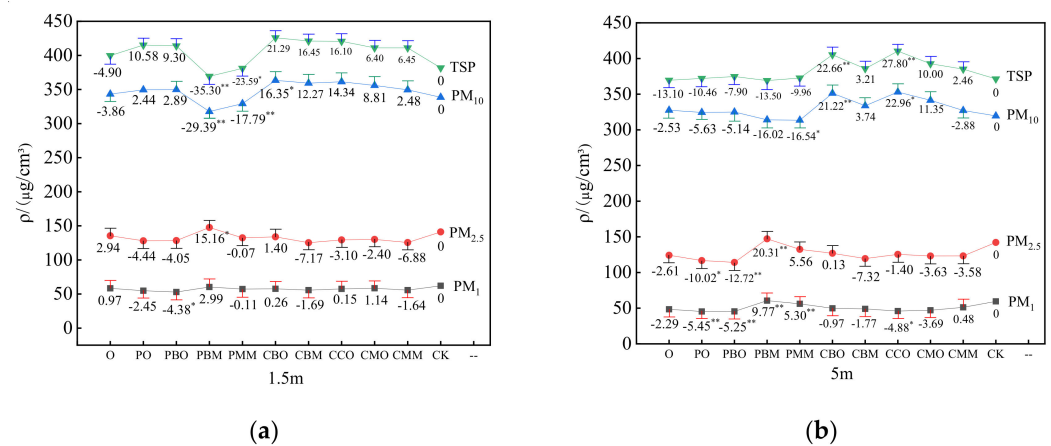 450
400
350
300
250
200
150
100
50
0
ρ/(μg/cm³)
-4.90 10.58 9.30 -35.30** -23.59* 21.29 16.45 16.10 6.40 6.45 0 TSP
-3.86 2.44 2.89 -29.39** -17.79** 16.35* 12.27 14.34 8.81 2.48 0 PM10
2.94 -4.44 -4.05 15.16* -0.07 1.40 -7.17 -3.10 -2.40 -6.88 0 PM2.5
0.97 -2.45 -4.38* 2.99 -0.11 0.26 -1.69 0.15 1.14 -1.64 0 PM1
O PO PBO PBM PMM CBO CBM CCO CMO CMM CK --
1.5m
(a)
450
400
350
300
250
200
150
100
50
0
ρ/(μg/cm³)
-13.10 -10.46 -7.90 -13.50 -9.96 22.66** 3.21 27.80** 10.00 2.46 0 TSP
-2.53 -5.63 -5.14 -16.02 -16.54* 21.22** 3.74 22.96* 11.35 -2.88 0 PM10
-2.61 -10.02* -12.72** 20.31** 5.56 0.13 -7.32 -1.40 -3.63 -3.58 0 PM2.5
-2.29 -5.45** -5.25** 9.77** 5.30** -0.97 -1.77 -4.88* -3.69 0.48 0 PM1
O PO PBO PBM PMM CBO CBM CCO CMO CMM CK --
5m
(b)